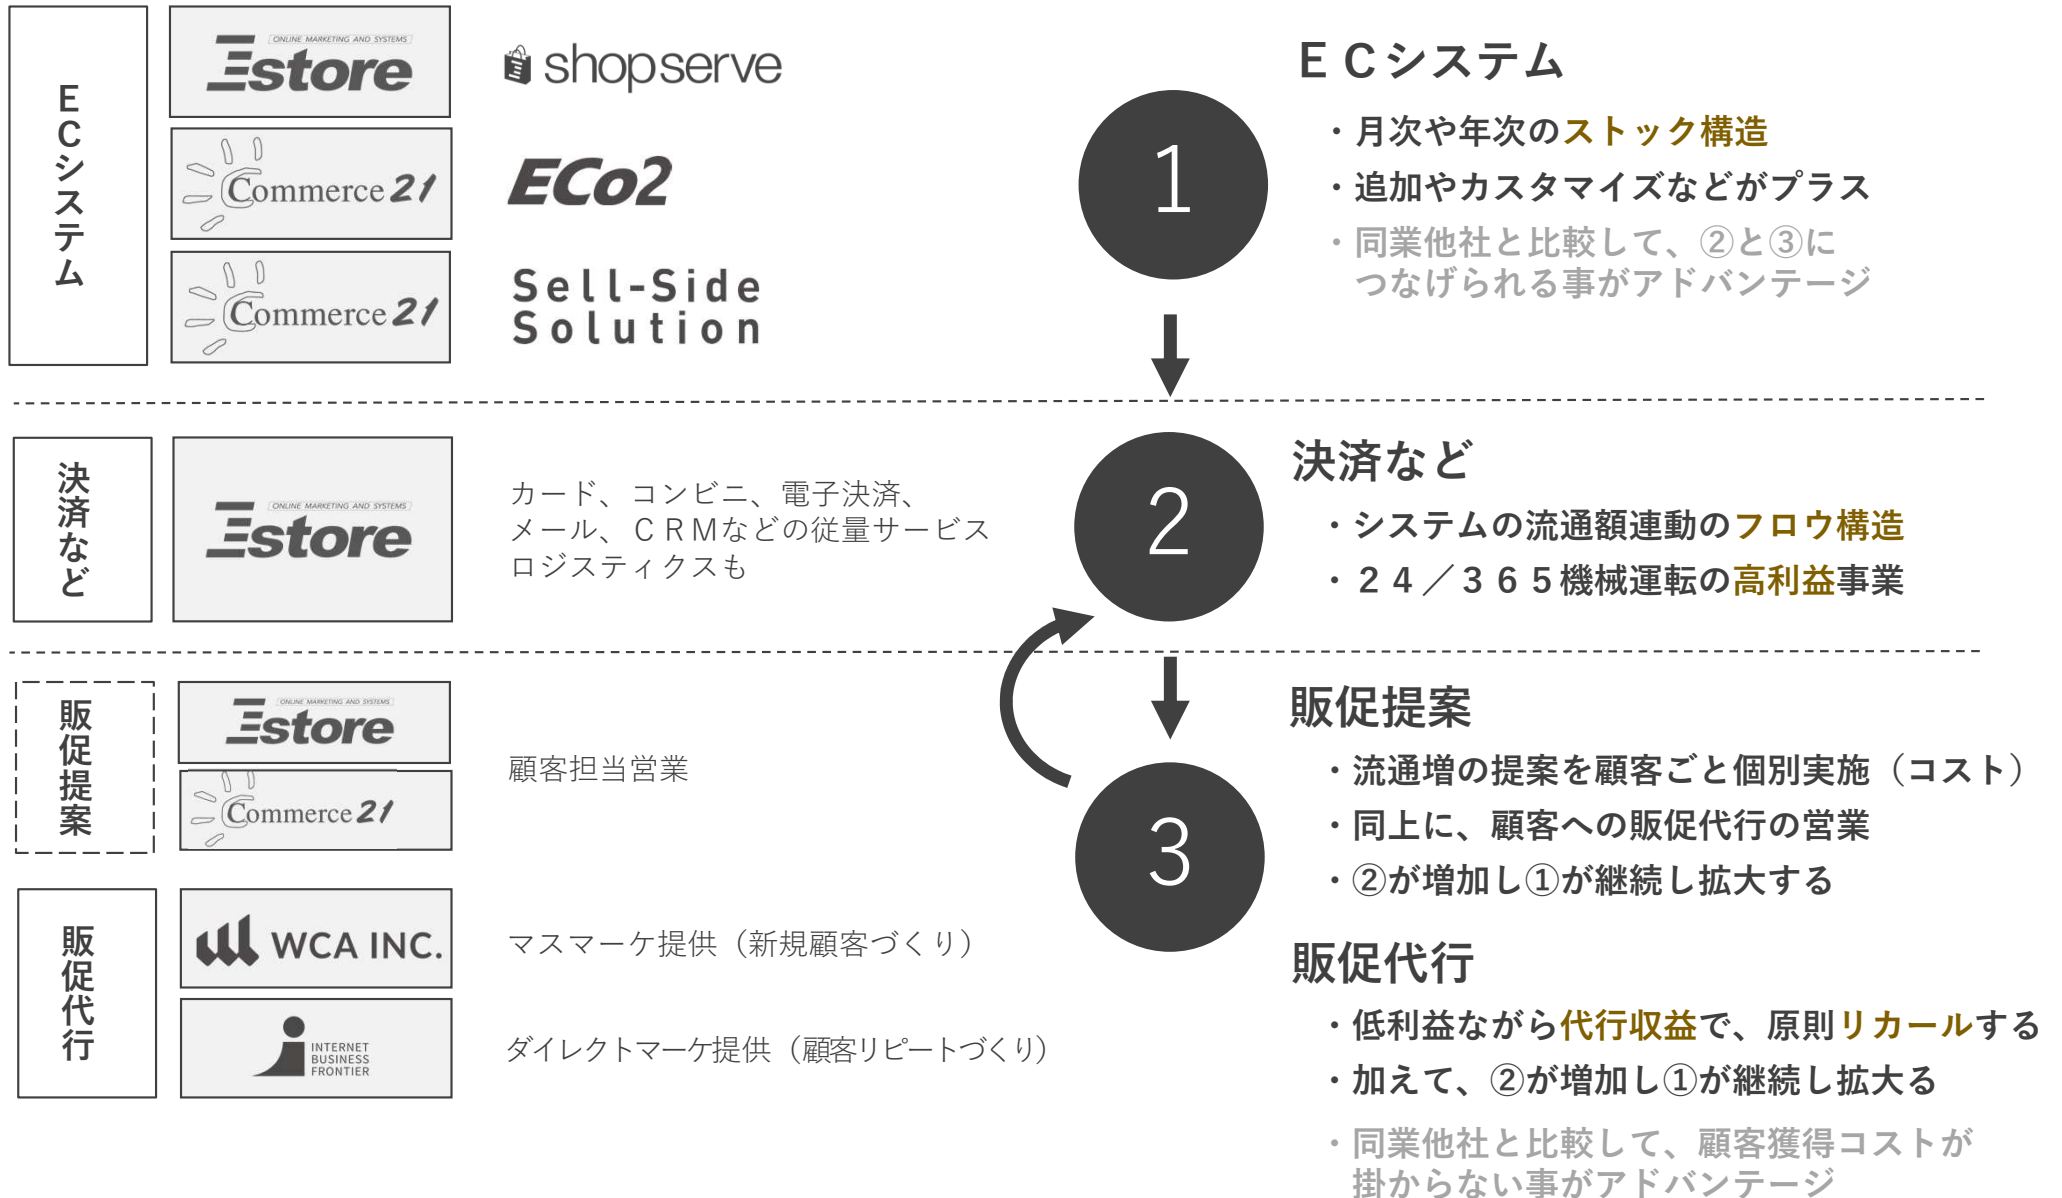 ECシステム
ONLINE MARKETING AND SYSTEMS
Estore
shopserve
Commerce21
ECo2
Commerce21
Sell-Side
Solution
1
ECシステム
・月次や年次のストック構造
・追加やカスタマイズなどがプラス
・同業他社と比較して、②と③に
つなげられる事がアドバンテージ
決済など
ONLINE MARKETING AND SYSTEMS
Estore
カード、コンビニ、電子決済、
メール、CRMなどの従量サービス
ロジスティクスも
2
決済など
・システムの流通額連動のフロウ構造
・24／365機械運転の高利益事業
販促提案
ONLINE MARKETING AND SYSTEMS
Estore
Commerce21
顧客担当営業
3
販促提案
・流通増の提案を顧客ごと個別実施（コスト）
・同上に、顧客への販促代行の営業
・②が増加し①が継続し拡大する
販促代行
WCA INC.
マスマーケ提供（新規顧客づくり）
INTERNET
BUSINESS
FRONTIER
ダイレクトマーケ提供（顧客リピートづくり）
販促代行
・低利益ながら代行収益で、原則リカールする
・加えて、②が増加し①が継続し拡大る
・同業他社と比較して、顧客獲得コストが
掛からない事がアドバンテージ